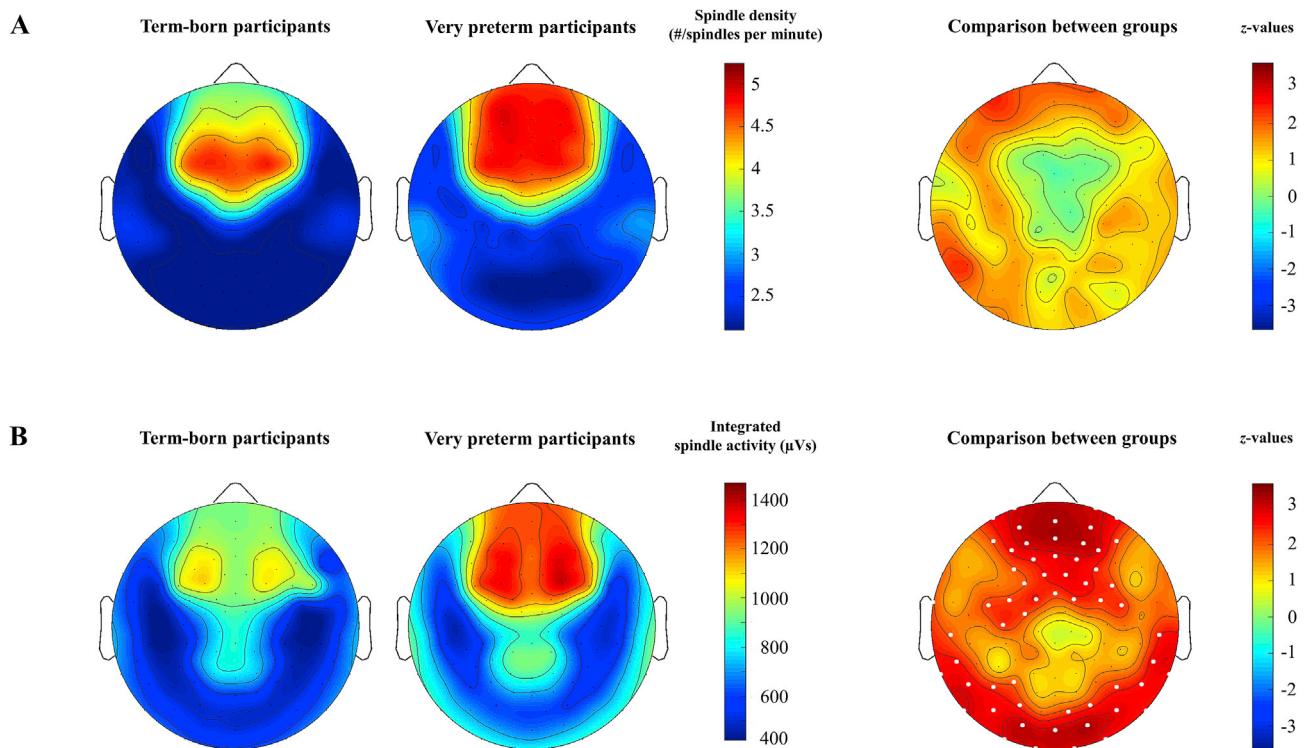 A
Term-born participants
Very preterm participants
Spindle density
(#/spindles per minute)
Comparison between groups
z-values
5
4.5
4
3.5
3
2.5
3
2
1
0
-1
-2
-3
B
Term-born participants
Very preterm participants
Integrated
spindle activity (µVs)
Comparison between groups
z-values
1400
1200
1000
800
600
400
3
2
1
0
-1
-2
-3